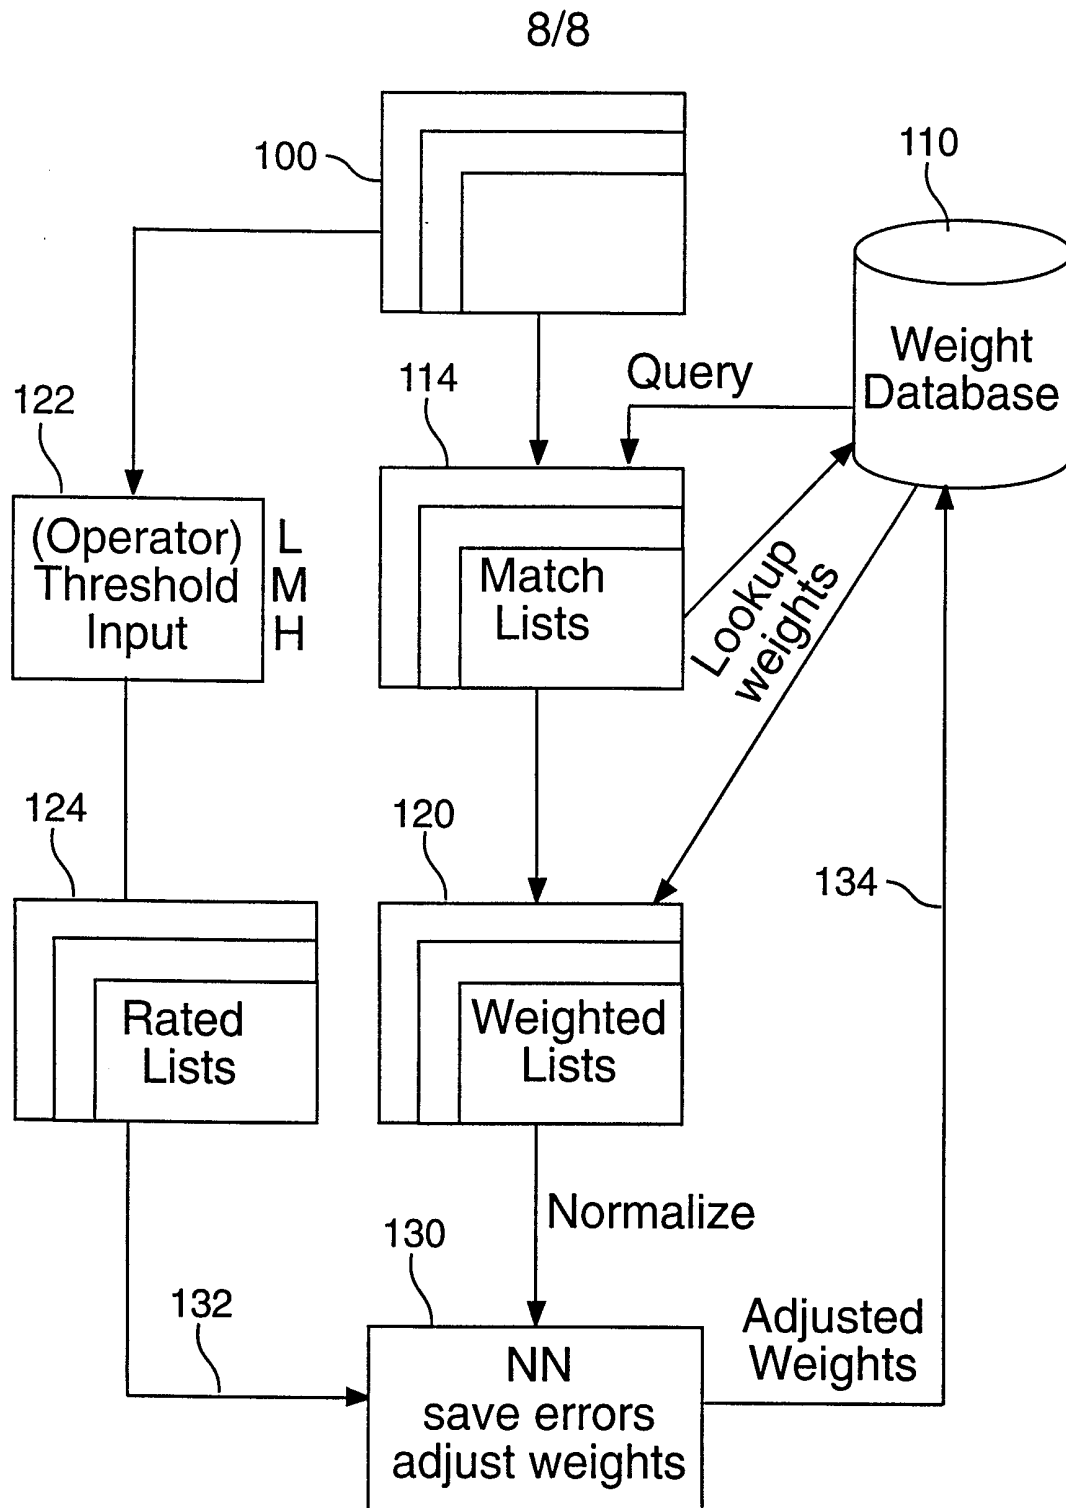 8/8
100
110
Weight
Database
Query
114
122
(Operator)
Threshold
Input
L
M
H
Match
Lists
Lookup
weights
124
120
134
Rated
Lists
Weighted
Lists
Normalize
130
132
Adjusted
Weights
NN
save errors
adjust weights